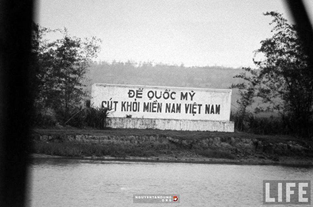 ĐẾ QUỐC MỸ
CÚT KHỎI MIỀN NAM VIỆT NAM
LIFE